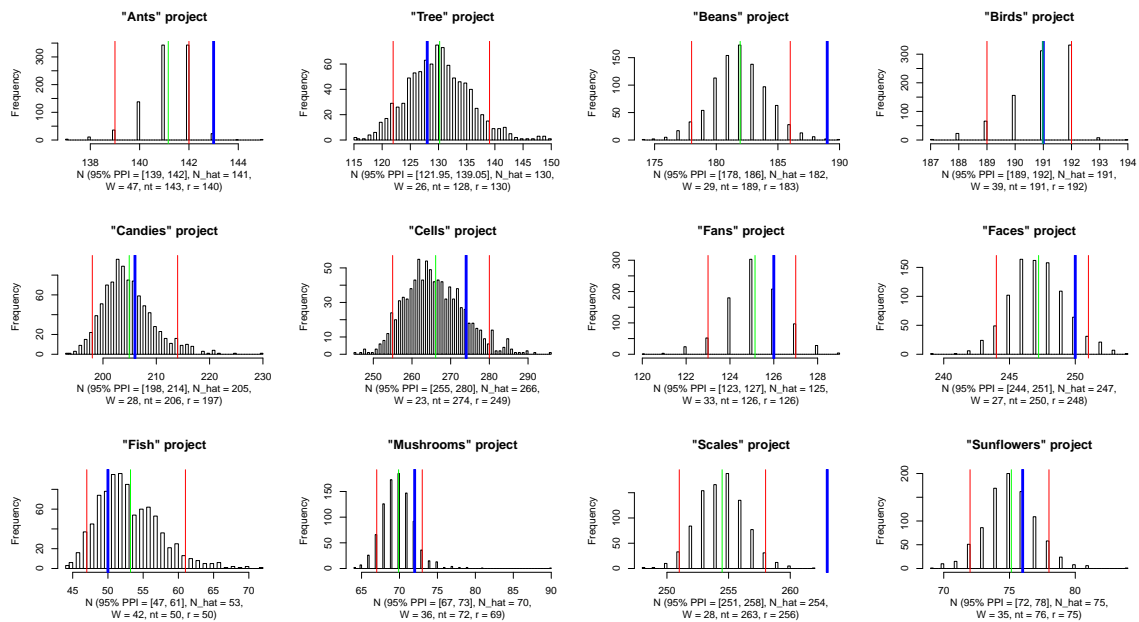 "Ants" project
Frequency
0 100 200 300
138 140 142 144
N (95% PPI = [139, 142], N_hat = 141,
W = 47, nt = 143, r = 140)
"Tree" project
Frequency
0 20 40 60
115 120 125 130 135 140 145 150
N (95% PPI = [121.95, 139.05], N_hat = 130,
W = 26, nt = 128, r = 130)
"Beans" project
Frequency
0 50 100 150
175 180 185 190
N (95% PPI = [178, 186], N_hat = 182,
W = 29, nt = 189, r = 183)
"Birds" project
Frequency
0 50 150 250
187 188 189 190 191 192 193 194
N (95% PPI = [189, 192], N_hat = 191,
W = 39, nt = 191, r = 192)
"Candies" project
Frequency
0 20 40 60
200 210 220 230
N (95% PPI = [198, 214], N_hat = 205,
W = 28, nt = 206, r = 197)
"Cells" project
Frequency
0 10 20 30 40 50
250 260 270 280 290
N (95% PPI = [255, 280], N_hat = 266,
W = 23, nt = 274, r = 249)
"Fans" project
Frequency
0 100 200 300
120 122 124 126 128
N (95% PPI = [123, 127], N_hat = 125,
W = 33, nt = 126, r = 126)
"Faces" project
Frequency
0 50 100 150
240 245 250
N (95% PPI = [244, 251], N_hat = 247,
W = 27, nt = 250, r = 248)
"Fish" project
Frequency
0 20 40 60
45 50 55 60 65 70
N (95% PPI = [47, 61], N_hat = 53,
W = 42, nt = 50, r = 50)
"Mushrooms" project
Frequency
0 50 100 150
65 70 75 80 85 90
N (95% PPI = [67, 73], N_hat = 70,
W = 36, nt = 72, r = 69)
"Scales" project
Frequency
0 50 100 150
250 255 260
N (95% PPI = [251, 258], N_hat = 254,
W = 28, nt = 263, r = 256)
"Sunflowers" project
Frequency
0 50 100 200
70 75 80
N (95% PPI = [72, 78], N_hat = 75,
W = 35, nt = 76, r = 75)